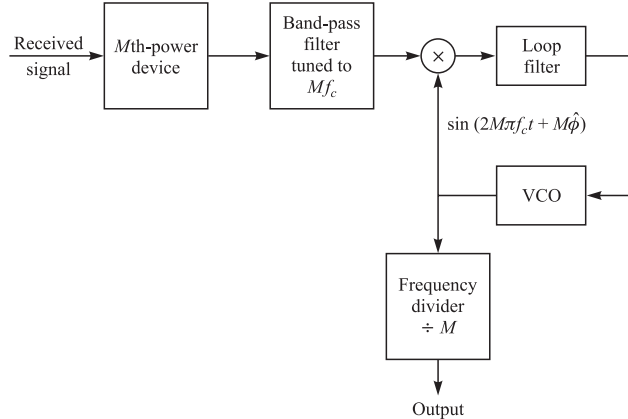 Received
signal
Mth-power
device
Band-pass
filter
tuned to
Mf_c
×
Loop
filter
sin (2Mπf_ct + Mφ̂)
VCO
Frequency
divider
÷ M
Output